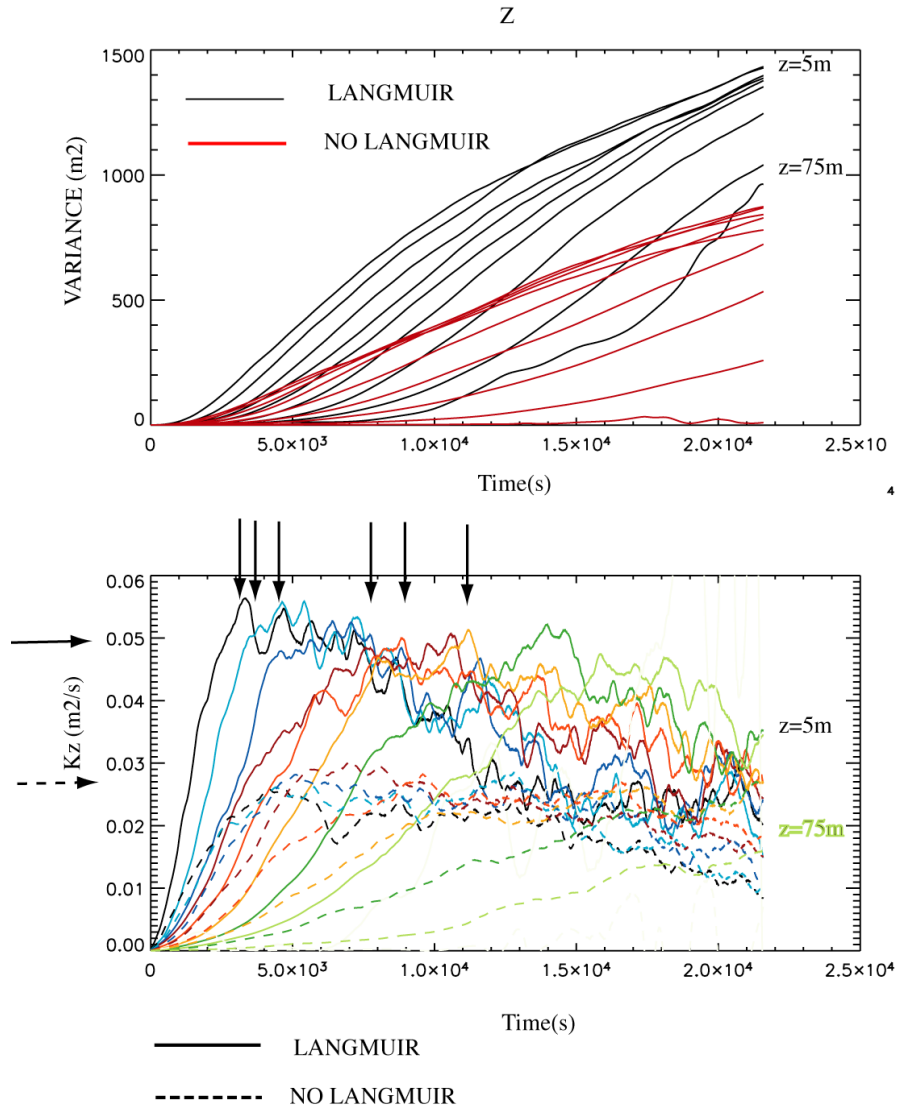 Z
1500
1000
500
0
VARIANCE (m2)
LANGMUIR
NO LANGMUIR
z=5m
z=75m
0 5.0×10³ 1.0×10⁴ 1.5×10⁴ 2.0×10⁴ 2.5×10
Time(s)
4
0.06
0.05
0.04
0.03
0.02
0.01
0.00
Kz (m2/s)
z=5m
z=75m
0 5.0×10³ 1.0×10⁴ 1.5×10⁴ 2.0×10⁴ 2.5×10⁴
Time(s)
LANGMUIR
NO LANGMUIR